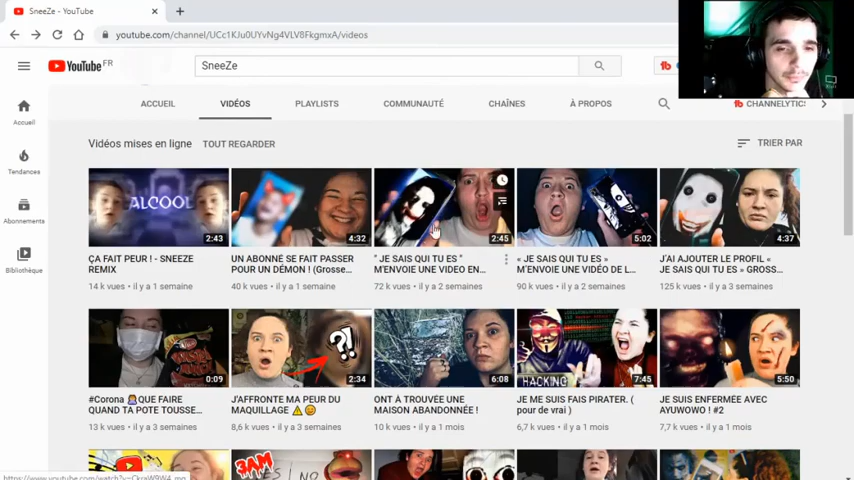 SneeZe - YouTube
youtube.com/channel/UCc1KJu0UYvNg4VLV8FkgmxA/videos
YouTube FR
SneeZe
ACCUEIL VIDÉOS PLAYLISTS COMMUNAUTÉ CHAÎNES À PROPOS CHANNELYTICS
Accueil
Tendances
Abonnements
Bibliothèque
Vidéos mises en ligne TOUT REGARDER TRIER PAR
ALCOOL
2:43
4:32
2:45
5:02
4:37
ÇA FAIT PEUR ! - SNEEZE
REMIX
14 k vues • il y a 1 semaine
UN ABONNÉ SE FAIT PASSER
POUR UN DÉMON ! (Grosse...
40 k vues • il y a 1 semaine
" JE SAIS QUI TU ES "
M'ENVOIE UNE VIDEO EN...
72 k vues • il y a 2 semaines
« JE SAIS QUI TU ES »
M'ENVOIE UNE VIDÉO DE L...
90 k vues • il y a 2 semaines
J'AI AJOUTER LE PROFIL «
JE SAIS QUI TU ES » GROSS...
125 k vues • il y a 3 semaines
0:09
?!
2:34
6:08
HACKING
7:45
5:50
#Corona QUE FAIRE
QUAND TA POTE TOUSSE...
13 k vues • il y a 3 semaines
J'AFFRONTE MA PEUR DU
MAQUILLAGE
8,6 k vues • il y a 3 semaines
ONT À TROUVÉE UNE
MAISON ABANDONNÉE !
10 k vues • il y a 1 mois
JE ME SUIS FAIS PIRATER. (
pour de vrai )
6,7 k vues • il y a 1 mois
JE SUIS ENFERMÉE AVEC
AYUWOWO ! #2
7,7 k vues • il y a 1 mois
3AM
NO